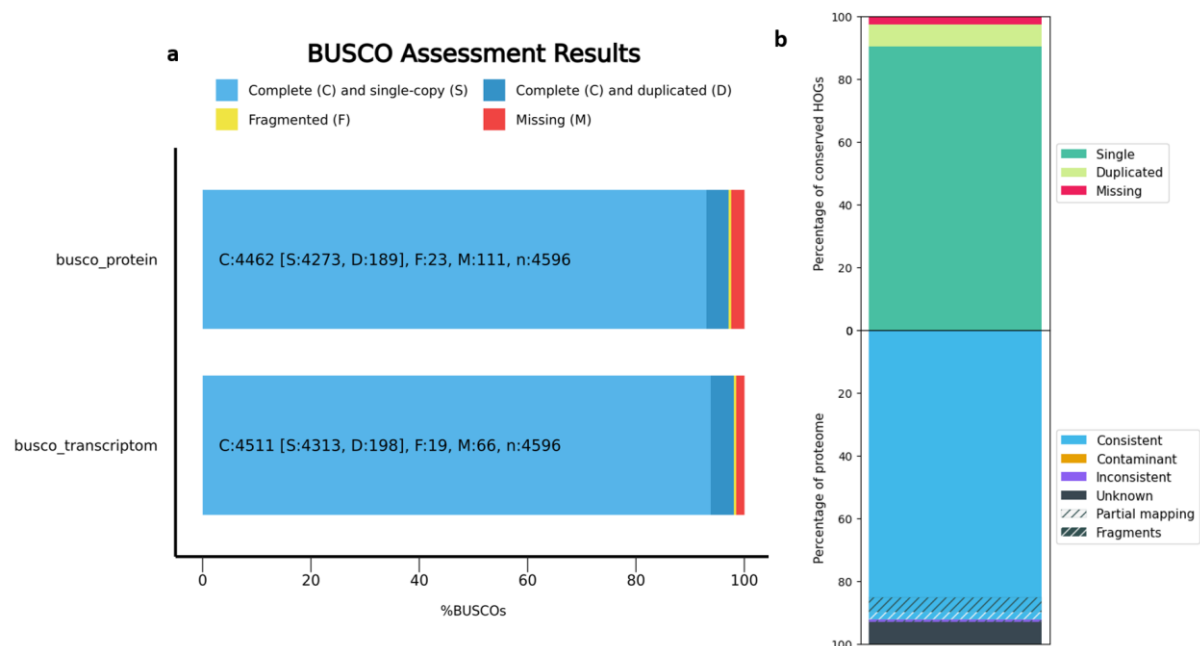 a
BUSCO Assessment Results
Complete (C) and single-copy (S)
Complete (C) and duplicated (D)
Fragmented (F)
Missing (M)
busco_protein
C:4462 [S:4273, D:189], F:23, M:111, n:4596
busco_transcriptom
C:4511 [S:4313, D:198], F:19, M:66, n:4596
0 20 40 60 80 100
%BUSCOs
b
Percentage of conserved HOGs
100
80
60
40
20
0
Single
Duplicated
Missing
Percentage of proteome
20
40
60
80
100
Consistent
Contaminant
Inconsistent
Unknown
Partial mapping
Fragments